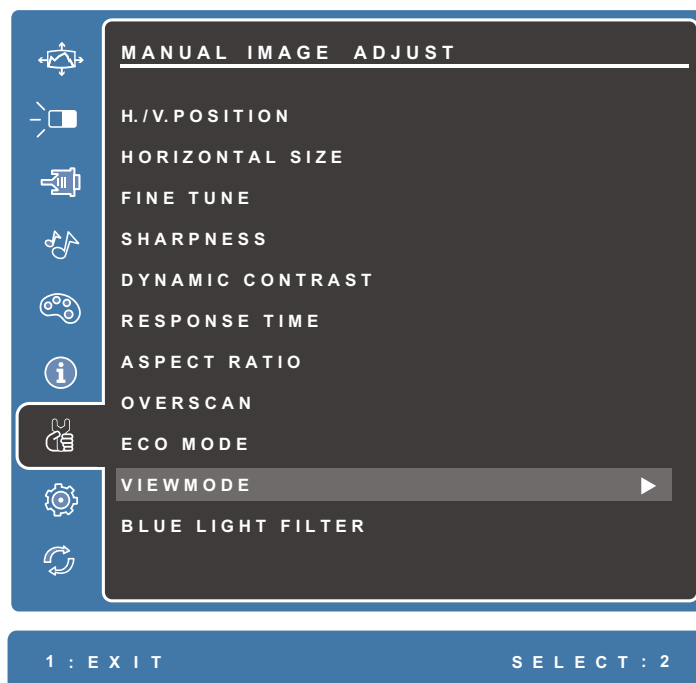 MANUAL IMAGE ADJUST
H./V.POSITION
HORIZONTAL SIZE
FINE TUNE
SHARPNESS
DYNAMIC CONTRAST
RESPONSE TIME
ASPECT RATIO
OVERSCAN
ECO MODE
VIEWMODE
BLUE LIGHT FILTER
1 : EXIT SELECT : 2